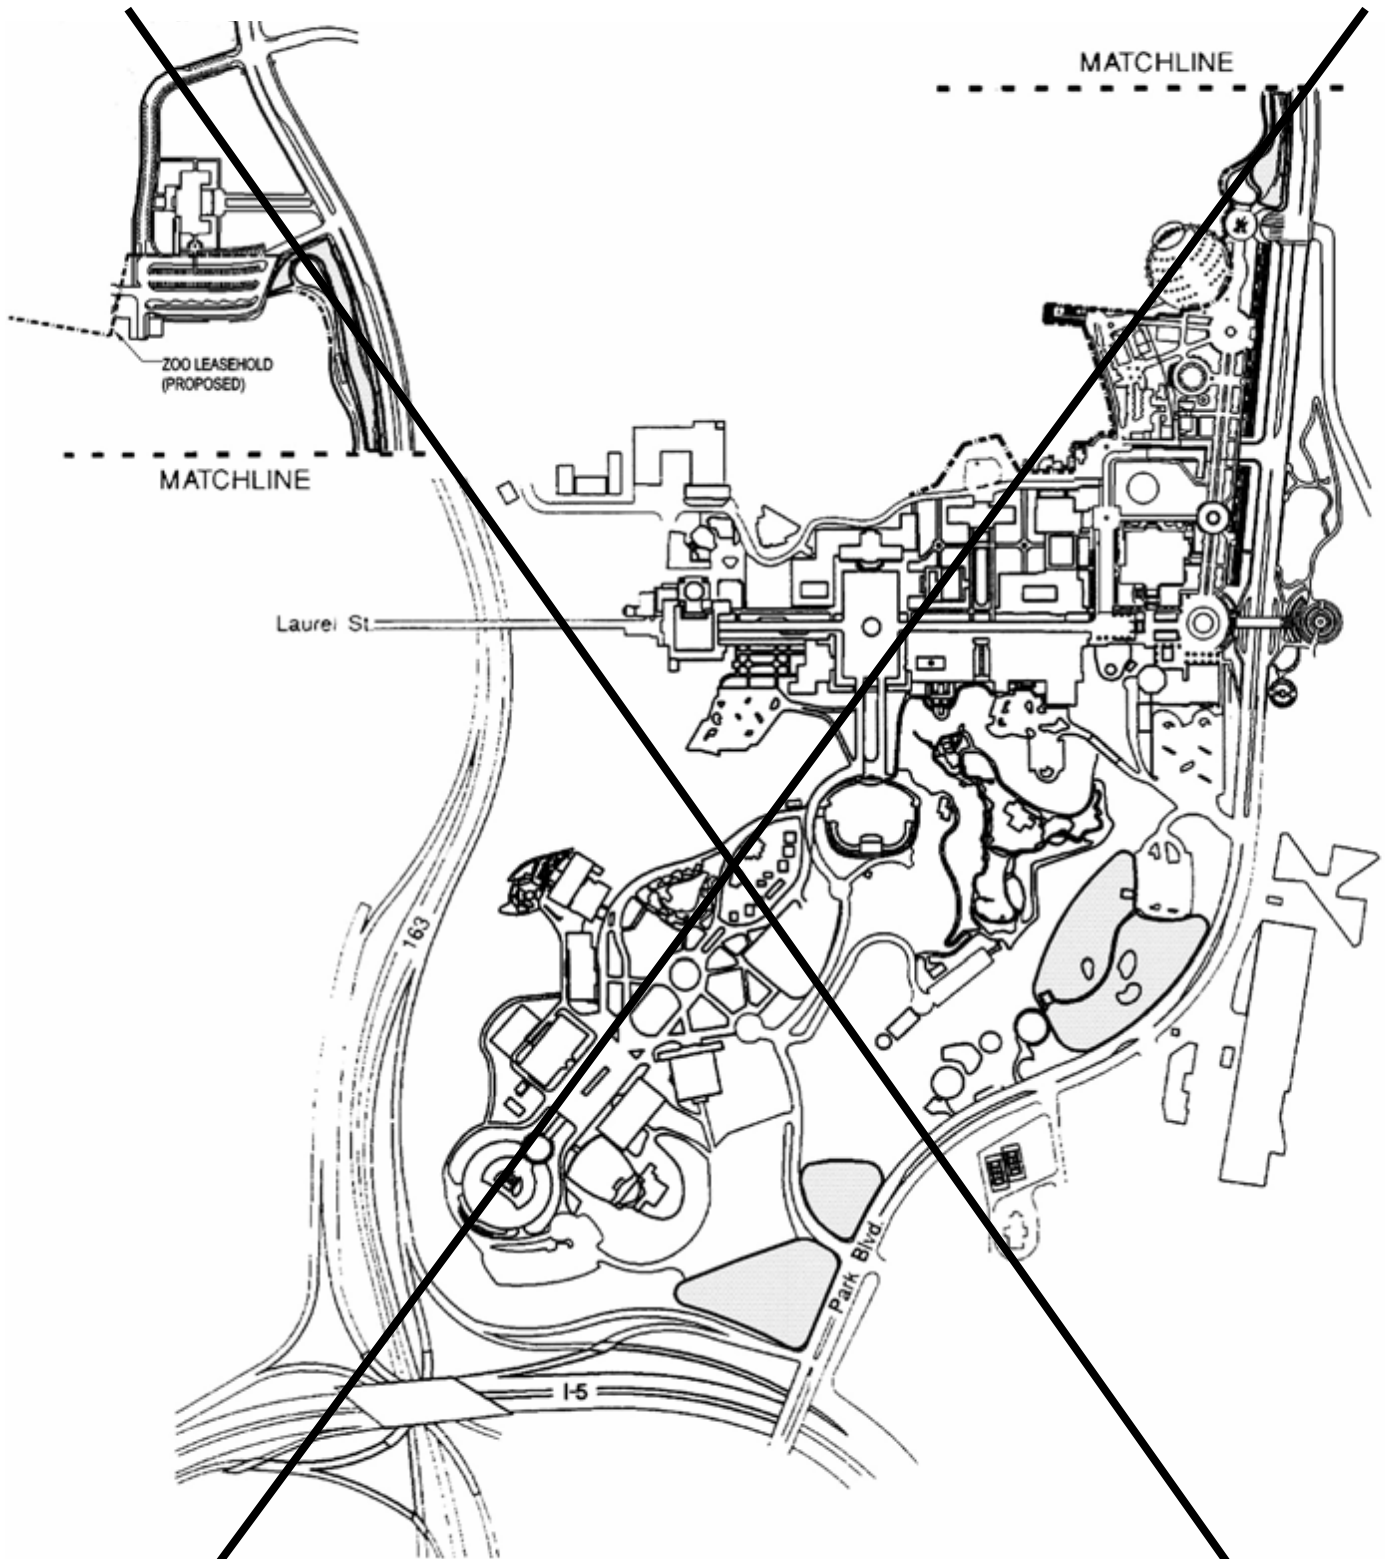 MATCHLINE
ZOO LEASEHOLD
(PROPOSED)
MATCHLINE
Laurel St.
163
Park Blvd.
I-5